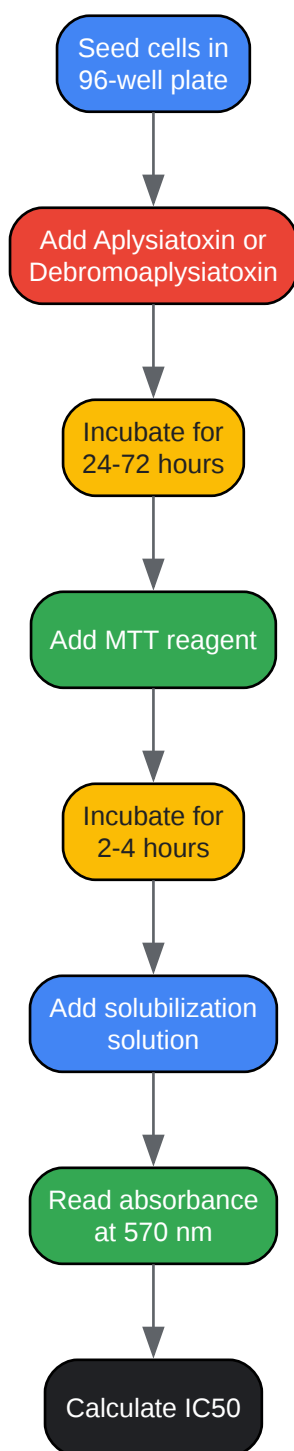 Seed cells in
96-well plate
Add Aplysiatoxin or
Debromoaplysiatoxin
Incubate for
24-72 hours
Add MTT reagent
Incubate for
2-4 hours
Add solubilization
solution
Read absorbance
at 570 nm
Calculate IC50